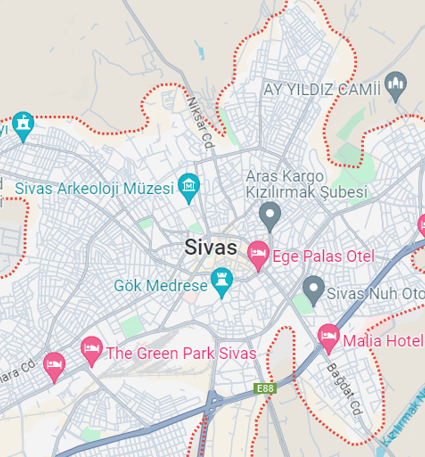 AY YILDIZ CAMİİ
Niksar Cd
Sivas Arkeoloji Müzesi
Aras Kargo
Kızılırmak Şubesi
Sivas
Ege Palas Otel
Gök Medrese
Sivas Nuh Oto
Malia Hotel
The Green Park Sivas
E88
Bağdat Cd
ara Cd
Kızılırmak N